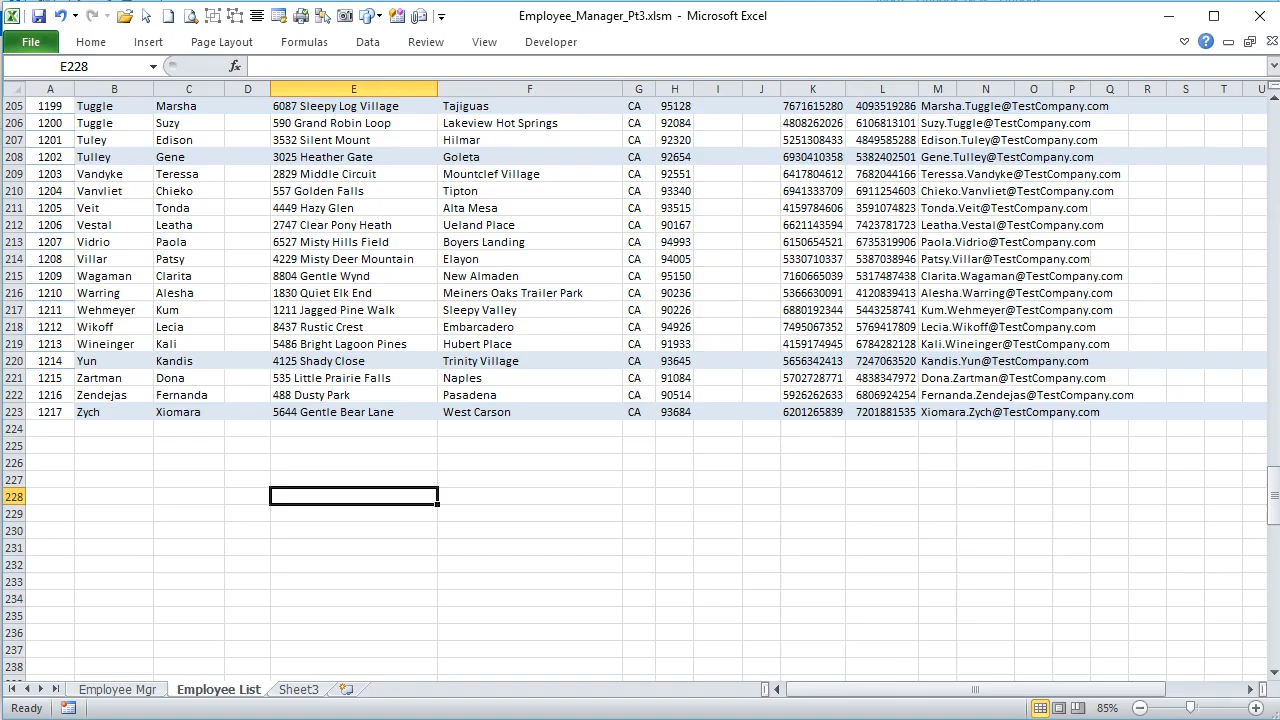 Employee_Manager_Pt3.xlsm - Microsoft Excel
File Home Insert Page Layout Formulas Data Review View Developer
E228 fx
A B C D E F G H I J K L M N O P Q R S T U
205 1199 Tuggle Marsha 6087 Sleepy Log Village Tajiguas CA 95128 7671615280 4093519286 Marsha.Tuggle@TestCompany.com
206 1200 Tuggle Suzy 590 Grand Robin Loop Lakeview Hot Springs CA 92084 4808262026 6106813101 Suzy.Tuggle@TestCompany.com
207 1201 Tuley Edison 3532 Silent Mount Hilmar CA 92320 5251308433 4849585288 Edison.Tuley@TestCompany.com
208 1202 Tulley Gene 3025 Heather Gate Goleta CA 92654 6930410358 5382402501 Gene.Tulley@TestCompany.com
209 1203 Vandyke Teressa 2829 Middle Circuit Mountclef Village CA 92551 6417804612 7682044166 Teressa.Vandyke@TestCompany.com
210 1204 Vanvliet Chieko 557 Golden Falls Tipton CA 93340 6941333709 6911254603 Chieko.Vanvliet@TestCompany.com
211 1205 Veit Tonda 4449 Hazy Glen Alta Mesa CA 93515 4159784606 3591074823 Tonda.Veit@TestCompany.com
212 1206 Vestal Leatha 2747 Clear Pony Heath Ueland Place CA 90167 6621143594 7423781723 Leatha.Vestal@TestCompany.com
213 1207 Vidrio Paola 6527 Misty Hills Field Boyers Landing CA 94993 6150654521 6735319906 Paola.Vidrio@TestCompany.com
214 1208 Villar Patsy 4229 Misty Deer Mountain Elayon CA 94005 5330710337 5387038946 Patsy.Villar@TestCompany.com
215 1209 Wagaman Clarita 8804 Gentle Wynd New Almaden CA 95150 7160665039 5317487438 Clarita.Wagaman@TestCompany.com
216 1210 Warring Alesha 1830 Quiet Elk End Meiners Oaks Trailer Park CA 90236 5366630091 4120839413 Alesha.Warring@TestCompany.com
217 1211 Wehmeyer Kum 1211 Jagged Pine Walk Sleepy Valley CA 90226 6880192344 5443258741 Kum.Wehmeyer@TestCompany.com
218 1212 Wikoff Lecia 8437 Rustic Crest Embarcadero CA 94926 7495067352 5769417809 Lecia.Wikoff@TestCompany.com
219 1213 Wineinger Kali 5486 Bright Lagoon Pines Hubert Place CA 91933 4159174945 6784282128 Kali.Wineinger@TestCompany.com
220 1214 Yun Kandis 4125 Shady Close Trinity Village CA 93645 5656342413 7247063520 Kandis.Yun@TestCompany.com
221 1215 Zartman Dona 535 Little Prairie Falls Naples CA 91084 5702728771 4838347972 Dona.Zartman@TestCompany.com
222 1216 Zendejas Fernanda 488 Dusty Park Pasadena CA 90514 5926262633 6806924254 Fernanda.Zendejas@TestCompany.com
223 1217 Zych Xiomara 5644 Gentle Bear Lane West Carson CA 93684 6201265839 7201881535 Xiomara.Zych@TestCompany.com
224
225
226
227
228
229
230
231
232
233
234
235
236
237
238
Employee Mgr Employee List Sheet3
Ready 85%